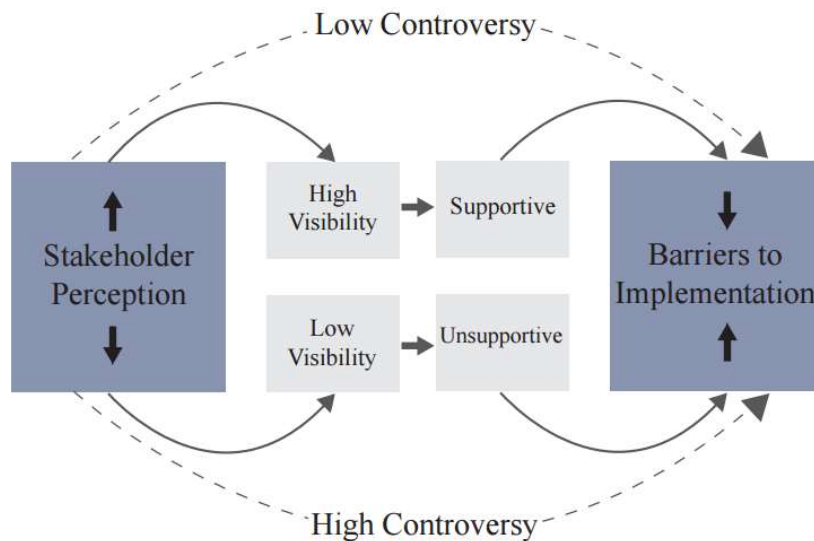 Low Controversy
High
Visibility
Supportive
Stakeholder
Perception
Barriers to
Implementation
Low
Visibility
Unsupportive
High Controversy